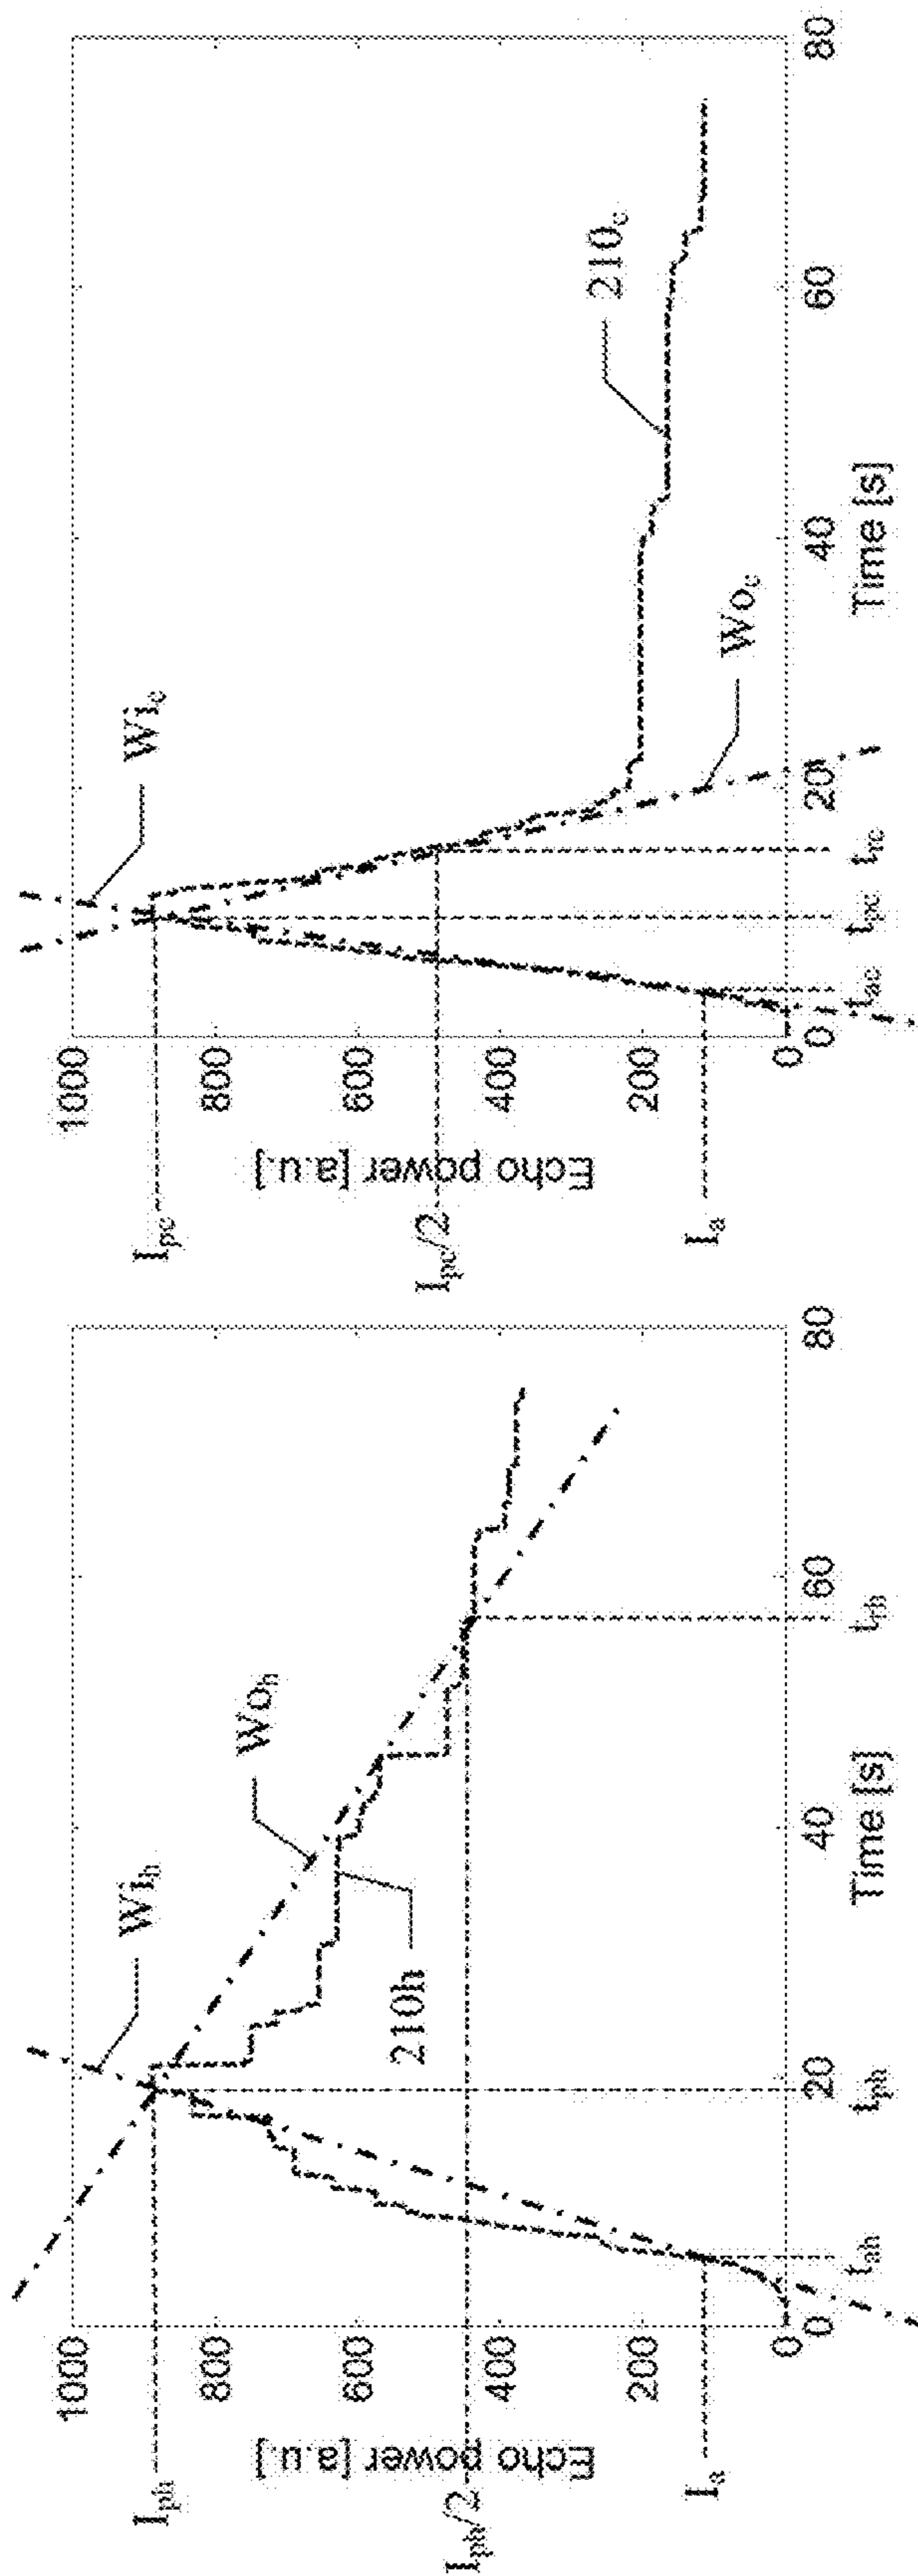 1000
800
600
400
200
0
Echo power [a.u.]
I_ph
I_ph/2
I_a
Wi_h
Wo_h
210h
0
20
40
60
80
t_ah
t_ph
t_rh
Time [s]
1000
800
600
400
200
0
Echo power [a.u.]
I_pc
I_pc/2
I_a
Wi_c
210_c
Wo_c
0
20
40
60
80
t_ac
t_pc
t_rc
Time [s]